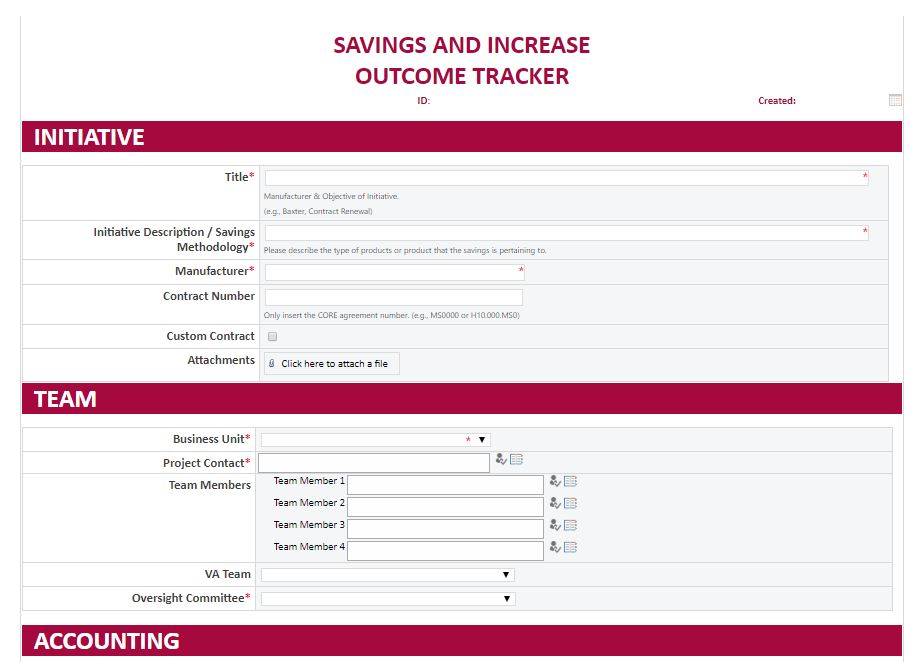 SAVINGS AND INCREASE
OUTCOME TRACKER
ID:
Created:
INITIATIVE
Title*
*
Manufacturer & Objective of Initiative.
(e.g., Baxter, Contract Renewal)
Initiative Description / Savings
Methodology*
*
Please describe the type of products or product that the savings is pertaining to.
Manufacturer*
*
Contract Number
Only insert the CORE agreement number. (e.g., MS0000 or H10.000.MS0)
Custom Contract
Attachments
Click here to attach a file
TEAM
Business Unit*
*
Project Contact*
Team Members
Team Member 1
Team Member 2
Team Member 3
Team Member 4
VA Team
Oversight Committee*
ACCOUNTING